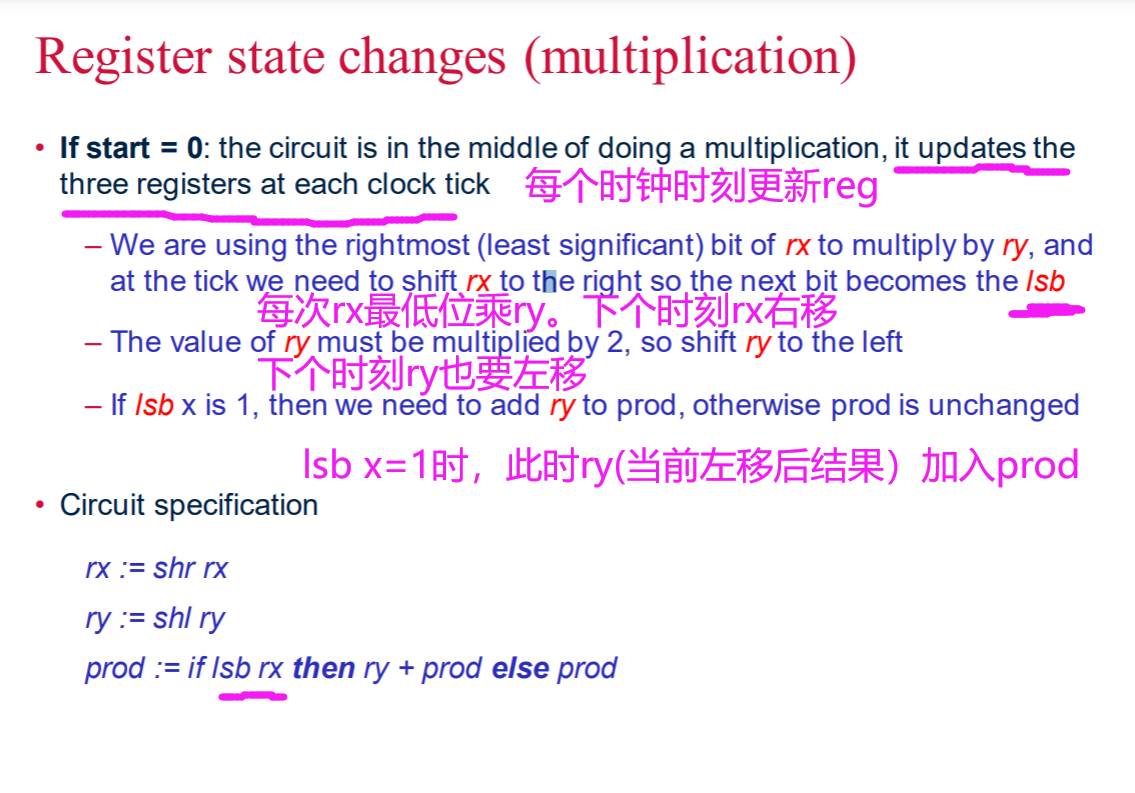 Register state changes (multiplication)
• If start = 0: the circuit is in the middle of doing a multiplication, it updates the
three registers at each clock tick
每个时钟时刻更新reg
– We are using the rightmost (least significant) bit of rx to multiply by ry, and
at the tick we need to shift rx to the right so the next bit becomes the lsb
每次rx最低位乘ry。下个时刻rx右移
– The value of ry must be multiplied by 2, so shift ry to the left
下个时刻ry也要左移
– If lsb x is 1, then we need to add ry to prod, otherwise prod is unchanged
lsb x=1时，此时ry(当前左移后结果）加入prod
• Circuit specification
rx := shr rx
ry := shl ry
prod := if lsb rx then ry + prod else prod